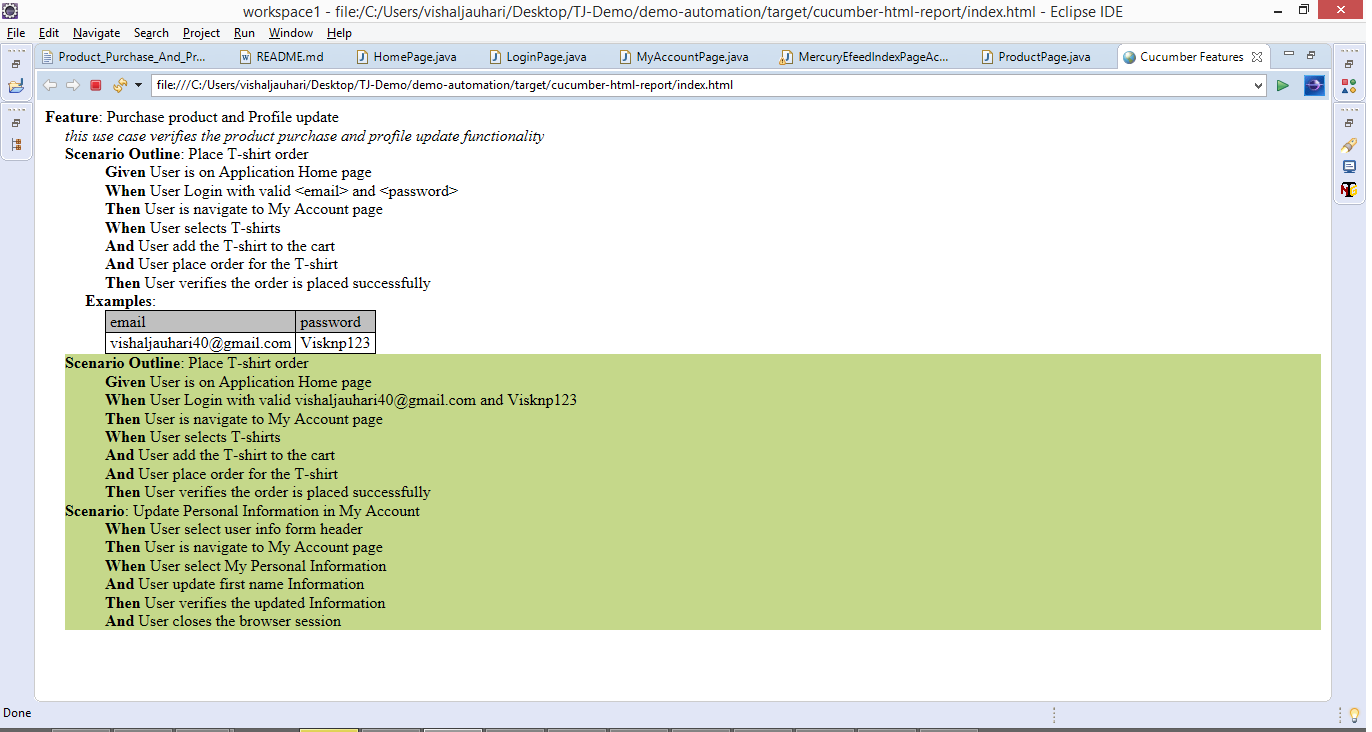 workspace1 - file:/C:/Users/vishaljauhari/Desktop/TJ-Demo/demo-automation/target/cucumber-html-report/index.html - Eclipse IDE
File Edit Navigate Search Project Run Window Help
Product_Purchase_And_Pr... README.md HomePage.java LoginPage.java MyAccountPage.java MercuryEfeedIndexPageAc... ProductPage.java Cucumber Features
file:///C:/Users/vishaljauhari/Desktop/TJ-Demo/demo-automation/target/cucumber-html-report/index.html
Feature: Purchase product and Profile update
this use case verifies the product purchase and profile update functionality
Scenario Outline: Place T-shirt order
Given User is on Application Home page
When User Login with valid <email> and <password>
Then User is navigate to My Account page
When User selects T-shirts
And User add the T-shirt to the cart
And User place order for the T-shirt
Then User verifies the order is placed successfully
Examples:
email password
vishaljauhari40@gmail.com Visknp123
Scenario Outline: Place T-shirt order
Given User is on Application Home page
When User Login with valid vishaljauhari40@gmail.com and Visknp123
Then User is navigate to My Account page
When User selects T-shirts
And User add the T-shirt to the cart
And User place order for the T-shirt
Then User verifies the order is placed successfully
Scenario: Update Personal Information in My Account
When User select user info form header
Then User is navigate to My Account page
When User select My Personal Information
And User update first name Information
Then User verifies the updated Information
And User closes the browser session
Done